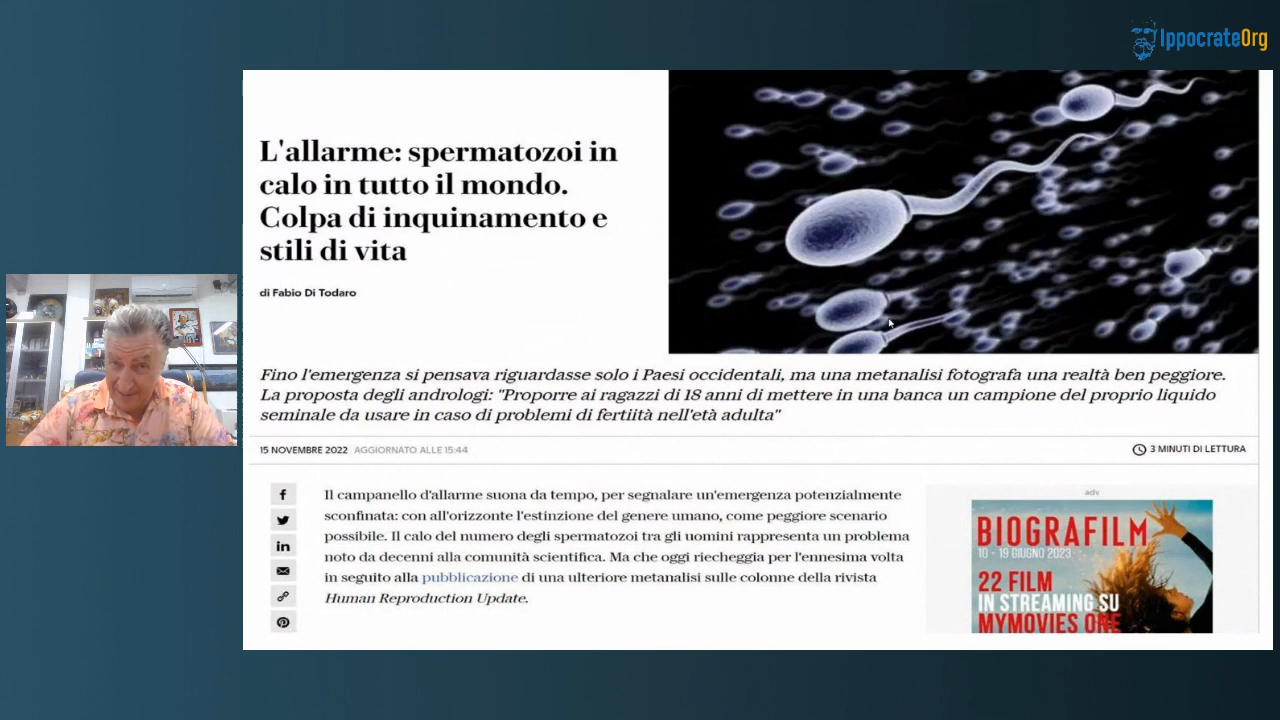 IppocrateOrg
L'allarme: spermatozoi in
calo in tutto il mondo.
Colpa di inquinamento e
stili di vita
di Fabio Di Todaro
Fino l'emergenza si pensava riguardasse solo i Paesi occidentali, ma una metanalisi fotografa una realtà ben peggiore.
La proposta degli andrologi: "Proporre ai ragazzi di 18 anni di mettere in una banca un campione del proprio liquido
seminale da usare in caso di problemi di fertiità nell'età adulta"
15 NOVEMBRE 2022 AGGIORNATO ALLE 15:44
3 MINUTI DI LETTURA
Il campanello d'allarme suona da tempo, per segnalare un'emergenza potenzialmente
sconfinata: con all'orizzonte l'estinzione del genere umano, come peggiore scenario
possibile. Il calo del numero degli spermatozoi tra gli uomini rappresenta un problema
noto da decenni alla comunità scientifica. Ma che oggi riecheggia per l'ennesima volta
in seguito alla pubblicazione di una ulteriore metanalisi sulle colonne della rivista
Human Reproduction Update.
adv
BIOGRAFILM
10 - 19 GIUGNO 2023
22 FILM
IN STREAMING SU
MYMOVIES ONE